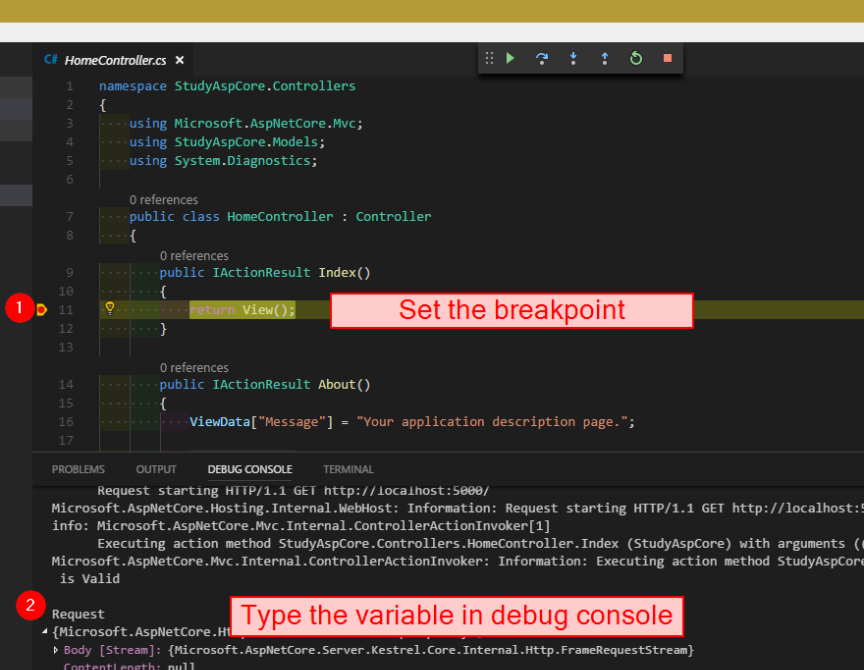 C# HomeController.cs ×
1 namespace StudyAspCore.Controllers
2 {
3 ····using Microsoft.AspNetCore.Mvc;
4 ····using StudyAspCore.Models;
5 ····using System.Diagnostics;
6
0 references
7 ····public class HomeController : Controller
8 ····{
0 references
9 ········public IActionResult Index()
10 ········{
1 11 return View(); Set the breakpoint
12 ········}
13
0 references
14 ········public IActionResult About()
15 ········{
16 ············ViewData["Message"] = "Your application description page.";
17
PROBLEMS OUTPUT DEBUG CONSOLE TERMINAL
Request starting HTTP/1.1 GET http://localhost:5000/
Microsoft.AspNetCore.Hosting.Internal.WebHost: Information: Request starting HTTP/1.1 GET http://localhost:5
info: Microsoft.AspNetCore.Mvc.Internal.ControllerActionInvoker[1]
Executing action method StudyAspCore.Controllers.HomeController.Index (StudyAspCore) with arguments ((
Microsoft.AspNetCore.Mvc.Internal.ControllerActionInvoker: Information: Executing action method StudyAspCore
is Valid
2 Request
Type the variable in debug console
{Microsoft.AspNetCore.Ht
Body [Stream]: {Microsoft.AspNetCore.Server.Kestrel.Core.Internal.Http.FrameRequestStream}
ContentLength: null